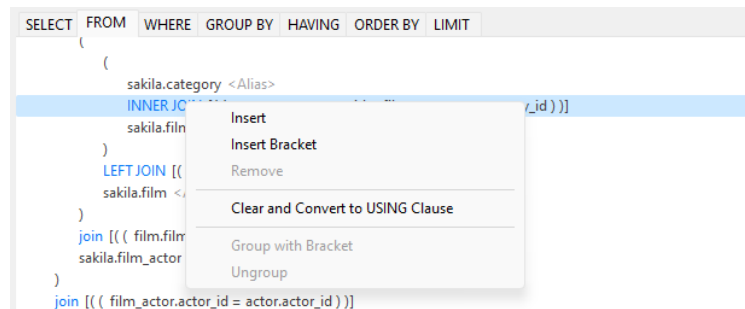 SELECT FROM WHERE GROUP BY HAVING ORDER BY LIMIT
(
(
sakila.category <Alias>
INNER JO y_id ) )]
sakila.film
)
LEFT JOIN [(
sakila.film <
)
join [( ( film.film
sakila.film_actor
)
join [( ( film_actor.actor_id = actor.actor_id ) )]
Insert
Insert Bracket
Remove
Clear and Convert to USING Clause
Group with Bracket
Ungroup